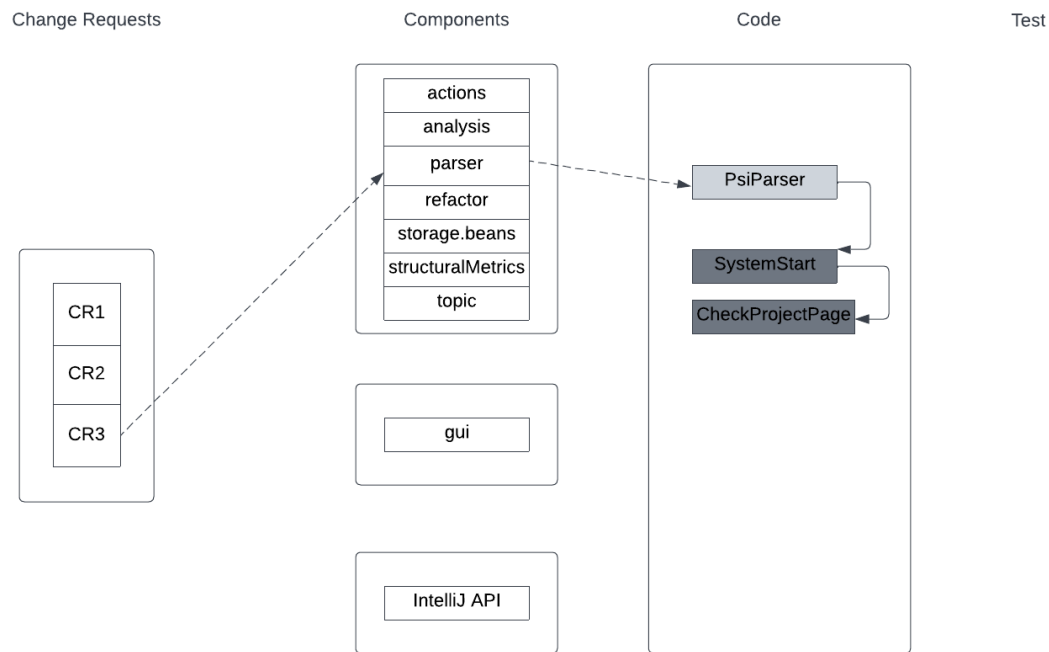 Change Requests
Components
Code
Test
actions
analysis
parser
refactor
storage.beans
structuralMetrics
topic
PsiParser
SystemStart
CheckProjectPage
CR1
CR2
CR3
gui
IntelliJ API